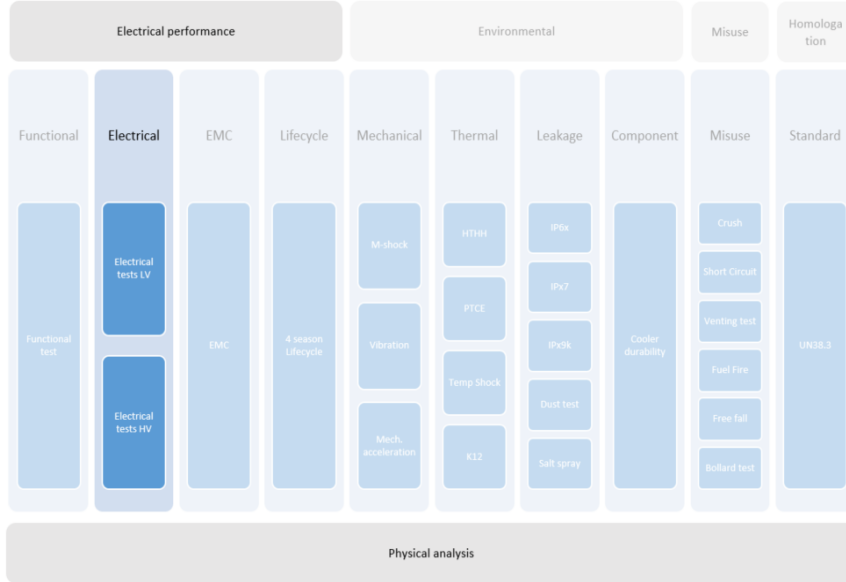 Electrical performance
Environmental
Misuse
Homologa
tion
Functional
Electrical
EMC
Lifecycle
Mechanical
Thermal
Leakage
Component
Misuse
Standard
Functional
test
Electrical
tests LV
Electrical
tests HV
EMC
4 season
Lifecycle
M-shock
Vibration
Mech.
acceleration
HTHH
PTCE
Temp Shock
K12
IP6x
IPx7
IPx9k
Dust test
Salt spray
Cooler
durability
Crush
Short Circuit
Venting test
Fuel Fire
Free fall
Bollard test
UN38.3
Physical analysis